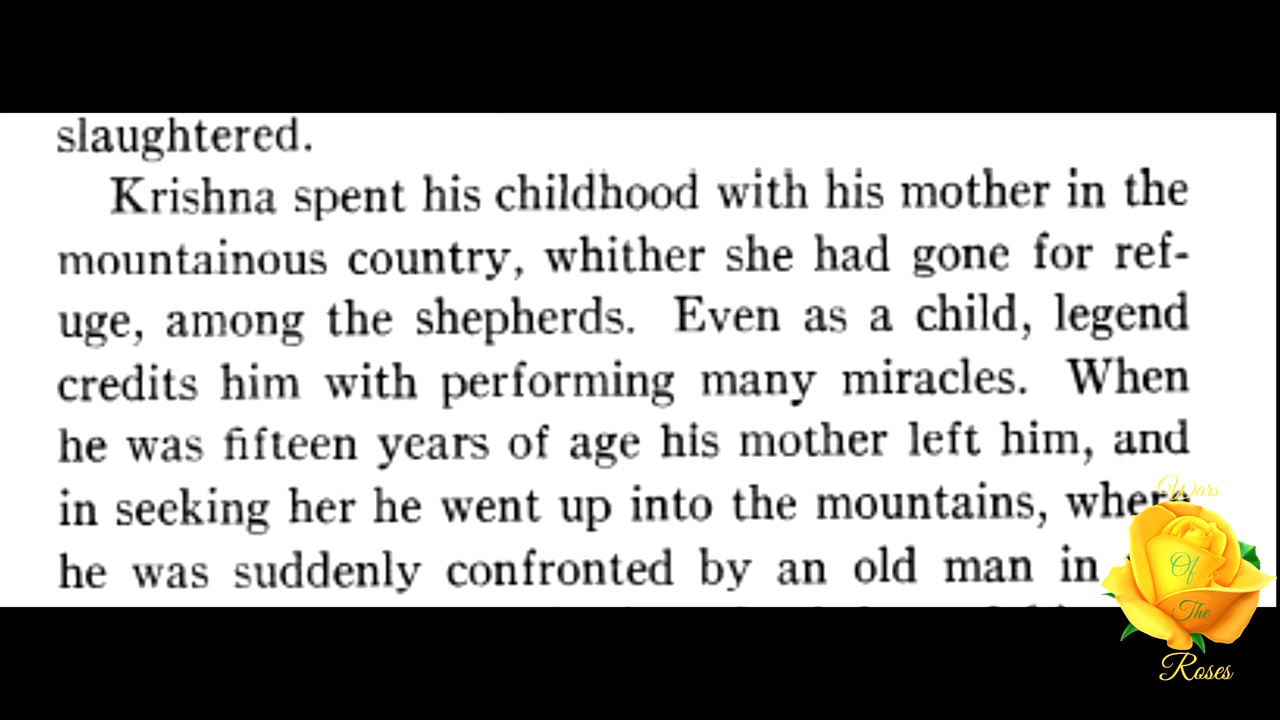 slaughtered.
Krishna spent his childhood with his mother in the
mountainous country, whither she had gone for ref-
uge, among the shepherds. Even as a child, legend
credits him with performing many miracles. When
he was fifteen years of age his mother left him, and
in seeking her he went up into the mountains, where
he was suddenly confronted by an old man in
Wars
Of
The
Roses